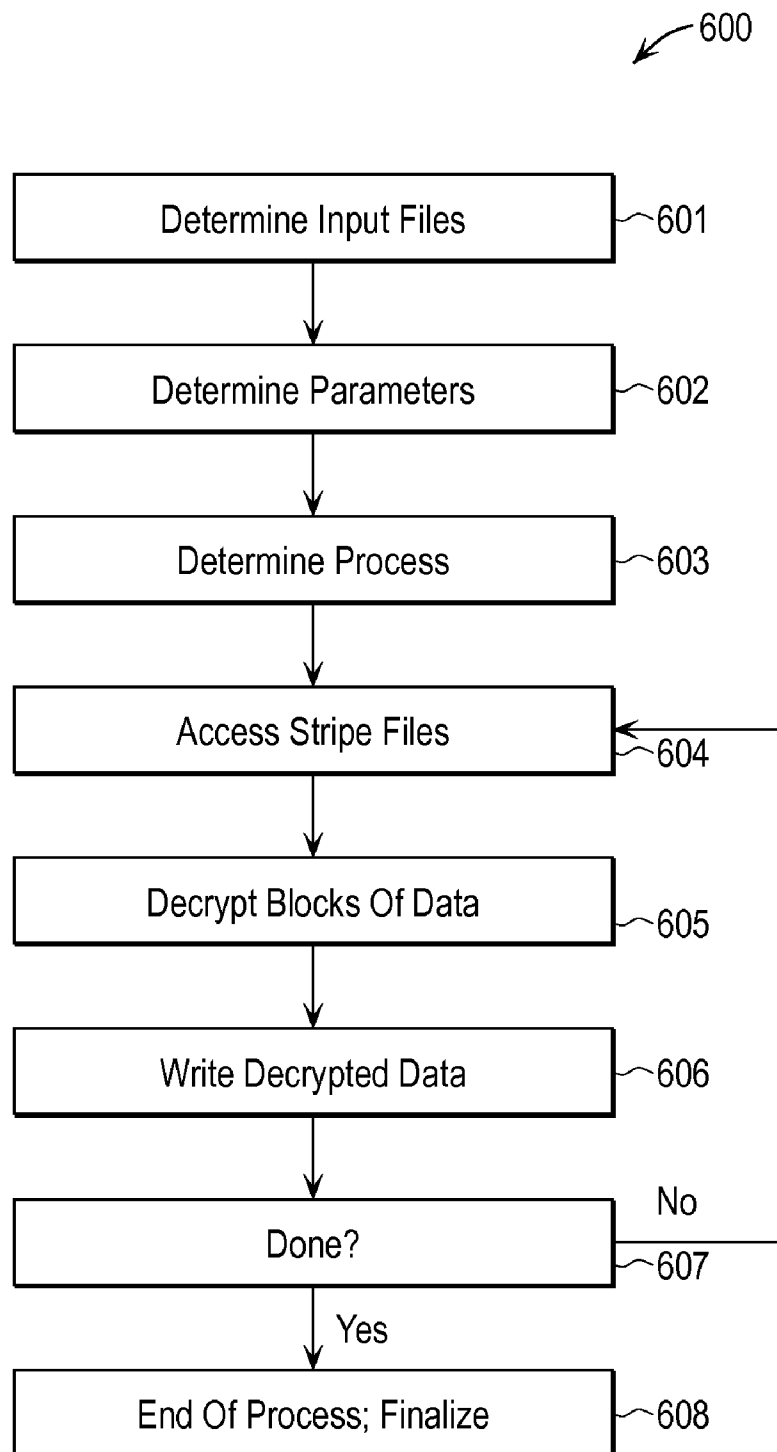 600
Determine Input Files
601
Determine Parameters
602
Determine Process
603
Access Stripe Files
604
Decrypt Blocks Of Data
605
Write Decrypted Data
606
No
Done?
607
Yes
End Of Process; Finalize
608